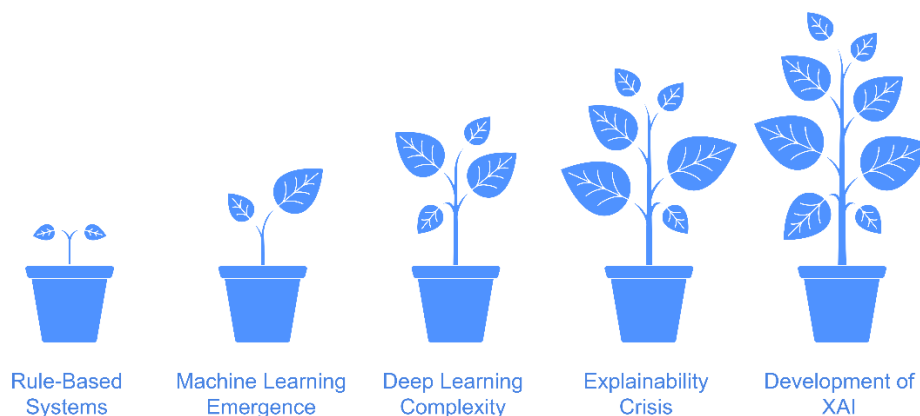 Rule-Based
Systems
Machine Learning
Emergence
Deep Learning
Complexity
Explainability
Crisis
Development of
XAI